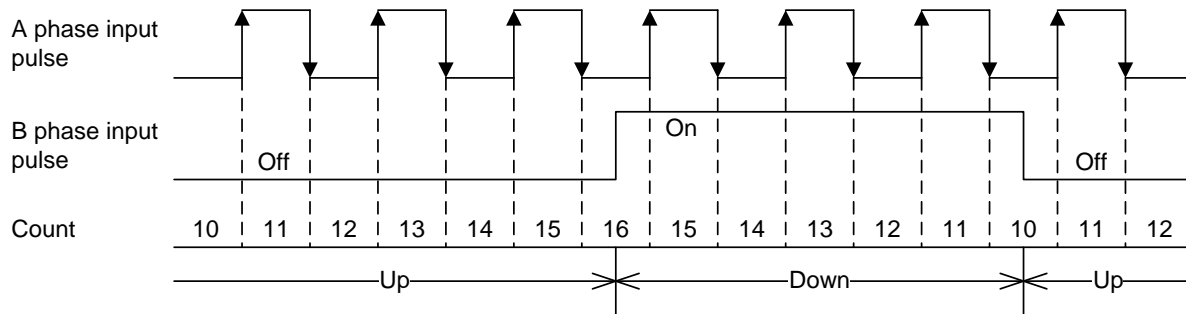 A phase input
pulse
B phase input
pulse
On
Off
Off
Count
10 11 12 13 14 15 16 15 14 13 12 11 10 11 12
Up Down Up